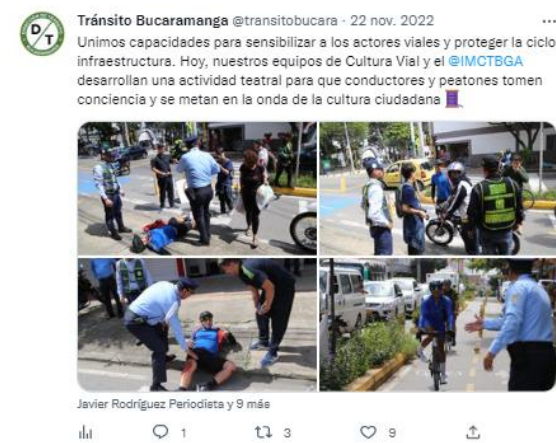 Tránsito Bucaramanga @transitobucara · 22 nov. 2022 ...
Unimos capacidades para sensibilizar a los actores viales y proteger la ciclo
infraestructura. Hoy, nuestros equipos de Cultura Vial y el @IMCTBGA
desarrollan una actividad teatral para que conductores y peatones tomen
conciencia y se metan en la onda de la cultura ciudadana
D
T
Javier Rodríguez Periodista y 9 más
1 3 9